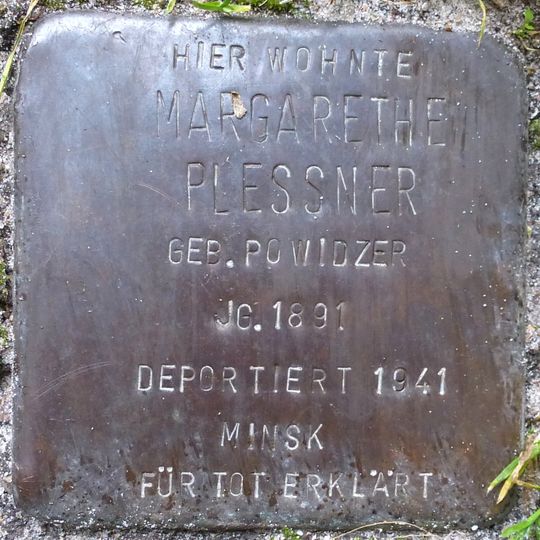 HIER WOHNTE
MARGARETHE
PLESSNER
GEB. POWIDZER
JG. 1891
DEPORTIERT 1941
MINSK
FÜR TOT ERKLÄRT